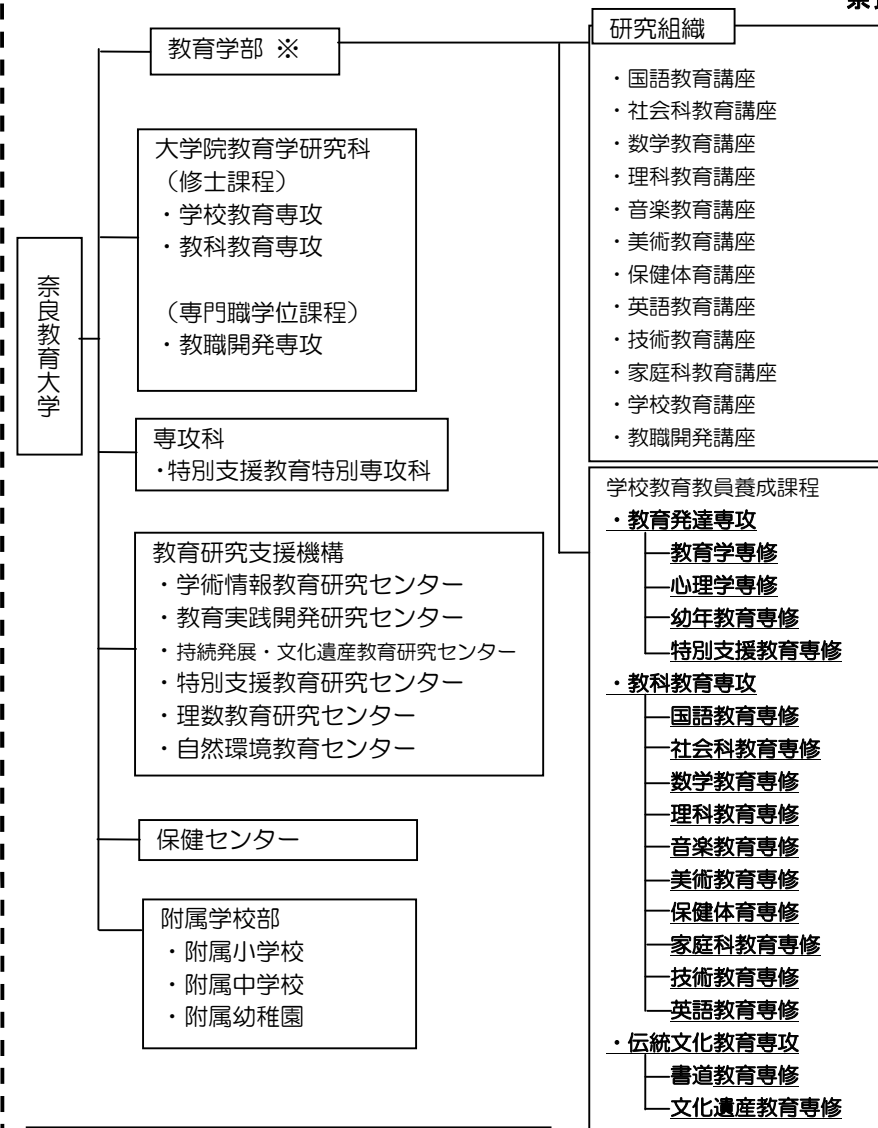 奈良教育大学
教育学部 ※
大学院教育学研究科
（修士課程）
・学校教育専攻
・教科教育専攻
（専門職学位課程）
・教職開発専攻
専攻科
・特別支援教育特別専攻科
教育研究支援機構
・学術情報教育研究センター
・教育実践開発研究センター
・持続発展・文化遺産教育研究センター
・特別支援教育研究センター
・理数教育研究センター
・自然環境教育センター
保健センター
附属学校部
・附属小学校
・附属中学校
・附属幼稚園
研究組織
・国語教育講座
・社会科教育講座
・数学教育講座
・理科教育講座
・音楽教育講座
・美術教育講座
・保健体育講座
・英語教育講座
・技術教育講座
・家庭科教育講座
・学校教育講座
・教職開発講座
学校教育教員養成課程
・教育発達専攻
教育学専修
心理学専修
幼年教育専修
特別支援教育専修
・教科教育専攻
国語教育専修
社会科教育専修
数学教育専修
理科教育専修
音楽教育専修
美術教育専修
保健体育専修
家庭科教育専修
技術教育専修
英語教育専修
・伝統文化教育専攻
書道教育専修
文化遺産教育専修